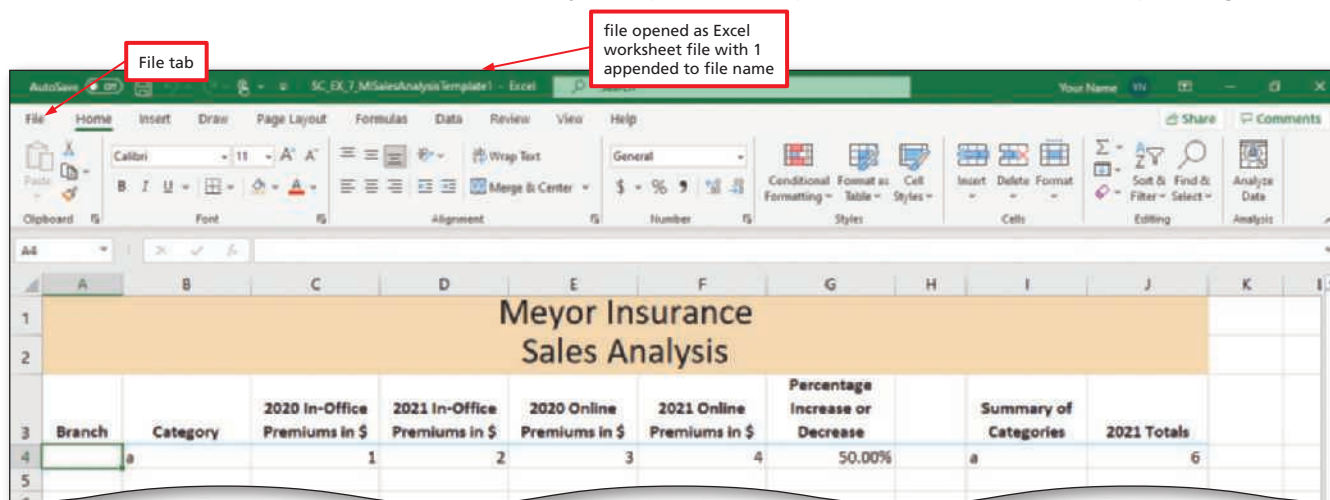 file opened as Excel
worksheet file with 1
appended to file name
File tab
AutoSave Off SC_EX_7_MISalesAnalysisTemplate1 - Excel Your Name YN
File Home Insert Draw Page Layout Formulas Data Review View Help Share Comments
Calibri 11 A^ A˅ Wrap Text General Σ
Paste B I U A Merge & Center $ % 9 Conditional Formatting Format as Table Cell Styles Insert Delete Format Sort & Filter Find & Select Analyze Data
Clipboard Font Alignment Number Styles Cells Editing Analysis
A4 fx
A B C D E F G H I J K
1 Meyor Insurance
2 Sales Analysis
3 Branch Category 2020 In-Office Premiums in $ 2021 In-Office Premiums in $ 2020 Online Premiums in $ 2021 Online Premiums in $ Percentage Increase or Decrease Summary of Categories 2021 Totals
4 a 1 2 3 4 50.00% a 6
5